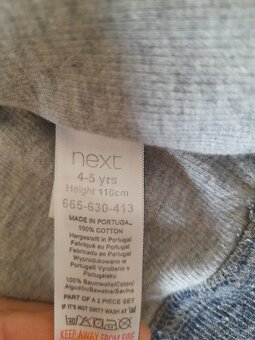 next
4-5 yrs
Height 110cm
665-630-413
MADE IN PORTUGAL
100% COTTON
Hergestellt in Portugal
Fabriqué au Portugal
Fabricado en Portugal
Wyprodukowano w
Portugalii Vyrobeno v
Portugalsku
100% Baumwolle/Coton/
Algodón/Bawełna/Bavlna
PART OF A 2 PIECE SET
IF IT'S NOT DIRTY WASH AT 30
KEEP AWAY FROM FIRE